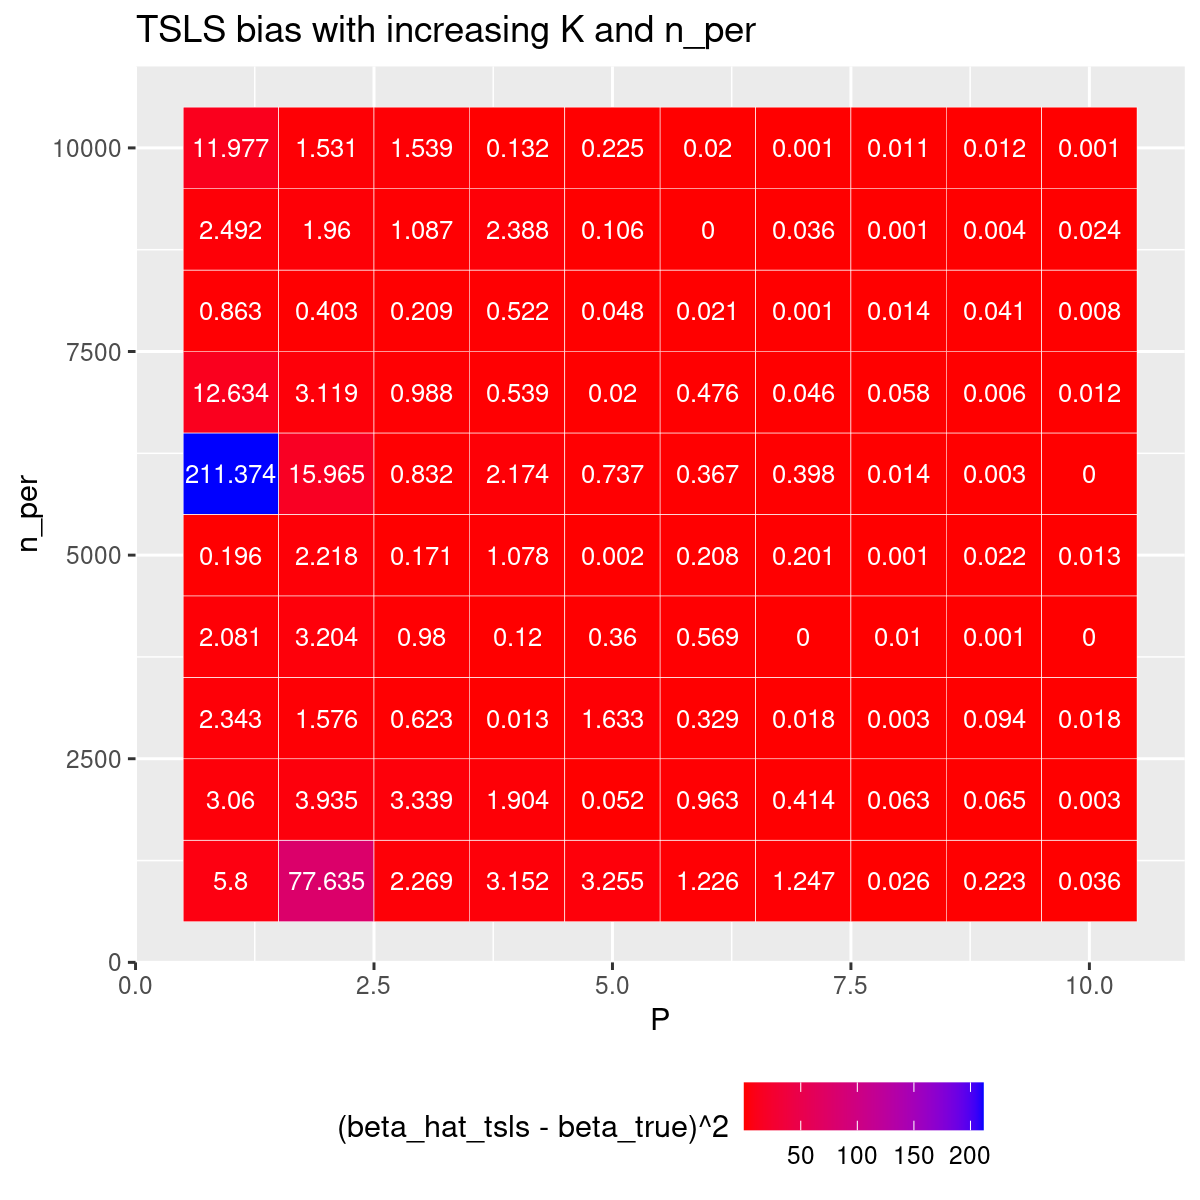 TSLS bias with increasing K and n_per
10000
11.977 1.531 1.539 0.132 0.225 0.02 0.001 0.011 0.012 0.001
2.492 1.96 1.087 2.388 0.106 0 0.036 0.001 0.004 0.024
0.863 0.403 0.209 0.522 0.048 0.021 0.001 0.014 0.041 0.008
7500
12.634 3.119 0.988 0.539 0.02 0.476 0.046 0.058 0.006 0.012
211.374 15.965 0.832 2.174 0.737 0.367 0.398 0.014 0.003 0
n_per
5000
0.196 2.218 0.171 1.078 0.002 0.208 0.201 0.001 0.022 0.013
2.081 3.204 0.98 0.12 0.36 0.569 0 0.01 0.001 0
2.343 1.576 0.623 0.013 1.633 0.329 0.018 0.003 0.094 0.018
2500
3.06 3.935 3.339 1.904 0.052 0.963 0.414 0.063 0.065 0.003
5.8 77.635 2.269 3.152 3.255 1.226 1.247 0.026 0.223 0.036
0
0.0 2.5 5.0 7.5 10.0
P
(beta_hat_tsls - beta_true)^2
50 100 150 200